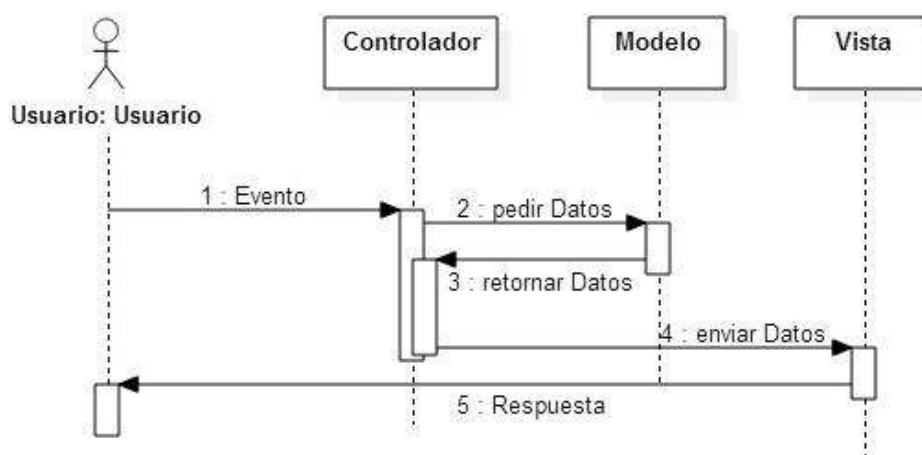 Controlador
Modelo
Vista
Usuario: Usuario
1 : Evento
2 : pedir Datos
3 : retornar Datos
4 : enviar Datos
5 : Respuesta